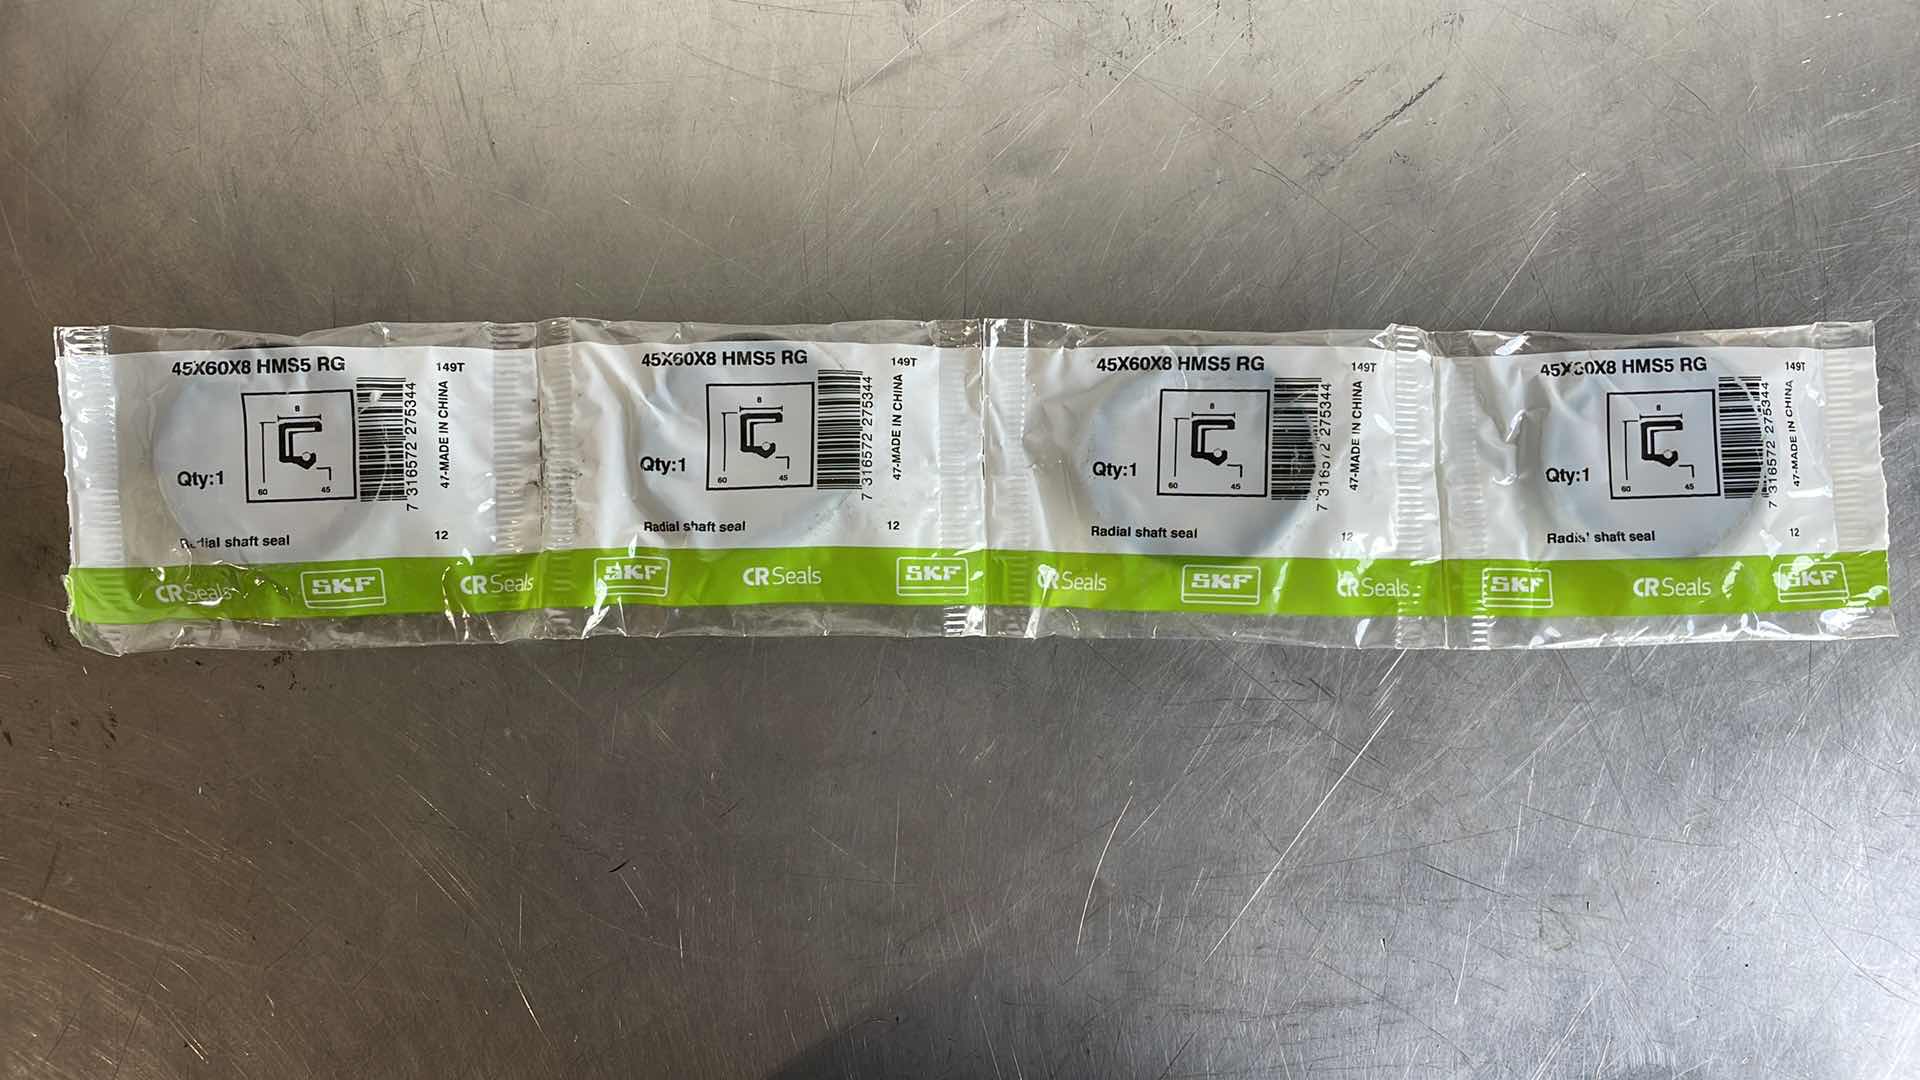 45X60X8 HMS5 RG
149T
8
60
45
7 316572 275344
47-MADE IN CHINA
Qty:1
Radial shaft seal
12
CR Seals
SKF
CR Seals
45X60X8 HMS5 RG
149T
8
60
45
7 316572 275344
47-MADE IN CHINA
Qty:1
Radial shaft seal
12
SKF
CR Seals
SKF
45X60X8 HMS5 RG
149T
8
60
45
7 316572 275344
47-MADE IN CHINA
Qty:1
Radial shaft seal
12
CR Seals
SKF
CR Seals
45X60X8 HMS5 RG
149T
8
60
45
7 316572 275344
47-MADE IN CHINA
Qty:1
Radial shaft seal
12
SKF
CR Seals
SKF